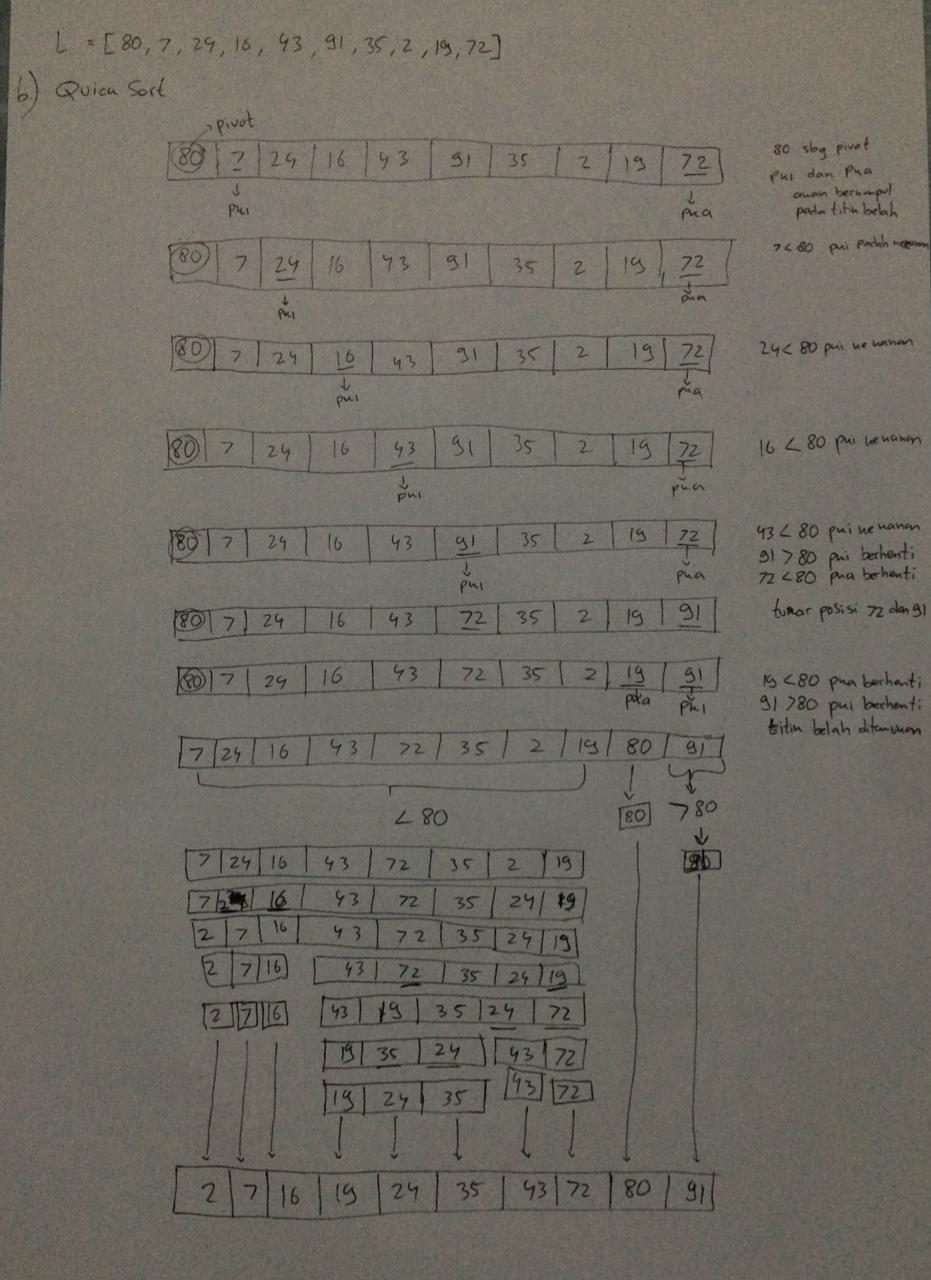 L = [80, 7, 24, 16, 43, 91, 35, 2, 19, 72]
b.) Quick Sort
pivot
80 7 24 16 43 91 35 2 19 72
pki pka
80 sbg pivot
pki dan pka
akan berkumpul
pada titik belah
80 7 24 16 43 91 35 2 19 72
pki pka
7 < 80 pki pindah kekanan
80 7 24 16 43 91 35 2 19 72
pki pka
24 < 80 pki ke kanan
80 7 24 16 43 91 35 2 19 72
pki pka
16 < 80 pki ke kanan
80 7 24 16 43 91 35 2 19 72
pki pka
43 < 80 pki ke kanan
91 > 80 pki berhenti
72 < 80 pka berhenti
80 7 24 16 43 72 35 2 19 91
tukar posisi 72 dan 91
80 7 24 16 43 72 35 2 19 91
pka pki
19 < 80 pka berhenti
91 > 80 pki berhenti
titik belah ditemukan
7 24 16 43 72 35 2 19 80 91
< 80 80 > 80
7 24 16 43 72 35 2 19
7 2 16 43 72 35 24 19
2 7 16 43 72 35 24 19
2 7 16 43 72 35 24 19
2 7 16 43 19 35 24 72
19 35 24 43 72
19 24 35 43 72
2 7 16 19 24 35 43 72 80 91